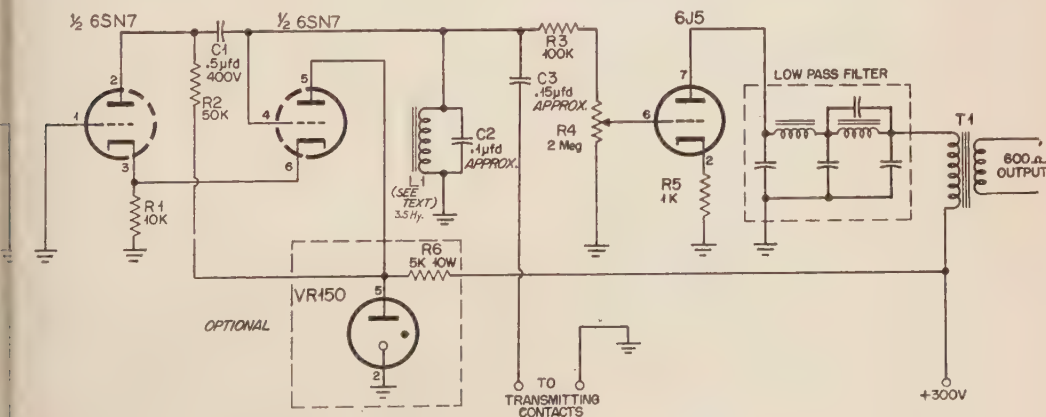 ½ 6SN7
½ 6SN7
6J5
C1
.5µfd
400V
R2
50K
R3
100K
C3
.15µfd
APPROX.
R4
2 Meg
C2
.1µfd
APPROX.
L1
(SEE
TEXT)
3.5Hy.
R1
10K
R5
1K
LOW PASS FILTER
T1
600Ω
OUTPUT
R6
5K 10W
VR150
OPTIONAL
TO
TRANSMITTING
CONTACTS
+300V
1
2
3
4
5
6
7
6
2
5
2